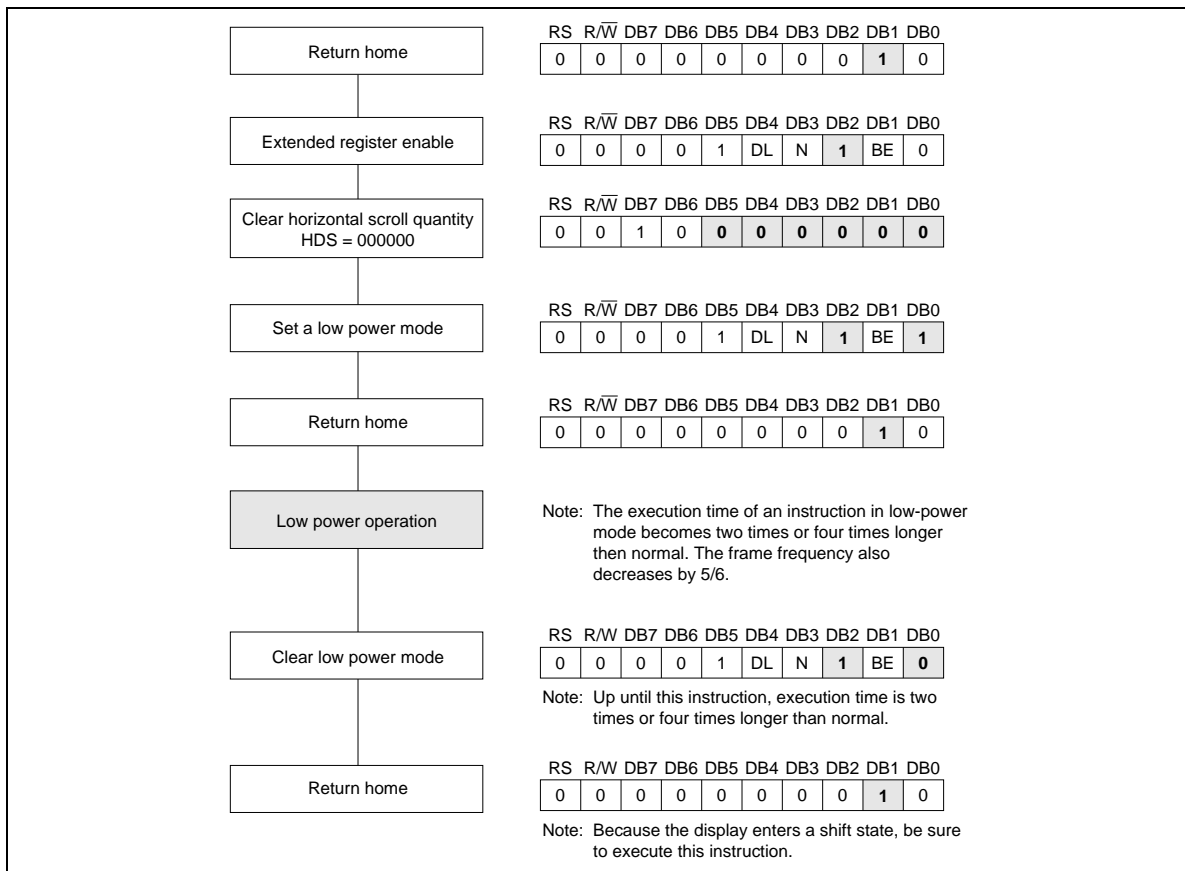 Return home
RS R/W̅ DB7 DB6 DB5 DB4 DB3 DB2 DB1 DB0
0 0 0 0 0 0 0 0 1 0
Extended register enable
RS R/W̅ DB7 DB6 DB5 DB4 DB3 DB2 DB1 DB0
0 0 0 0 1 DL N 1 BE 0
Clear horizontal scroll quantity
HDS = 000000
RS R/W̅ DB7 DB6 DB5 DB4 DB3 DB2 DB1 DB0
0 0 1 0 0 0 0 0 0 0
Set a low power mode
RS R/W̅ DB7 DB6 DB5 DB4 DB3 DB2 DB1 DB0
0 0 0 0 1 DL N 1 BE 1
Return home
RS R/W̅ DB7 DB6 DB5 DB4 DB3 DB2 DB1 DB0
0 0 0 0 0 0 0 0 1 0
Low power operation
Note: The execution time of an instruction in low-power
mode becomes two times or four times longer
then normal. The frame frequency also
decreases by 5/6.
Clear low power mode
RS R/W DB7 DB6 DB5 DB4 DB3 DB2 DB1 DB0
0 0 0 0 1 DL N 1 BE 0
Note: Up until this instruction, execution time is two
times or four times longer than normal.
Return home
RS R/W DB7 DB6 DB5 DB4 DB3 DB2 DB1 DB0
0 0 0 0 0 0 0 0 1 0
Note: Because the display enters a shift state, be sure
to execute this instruction.